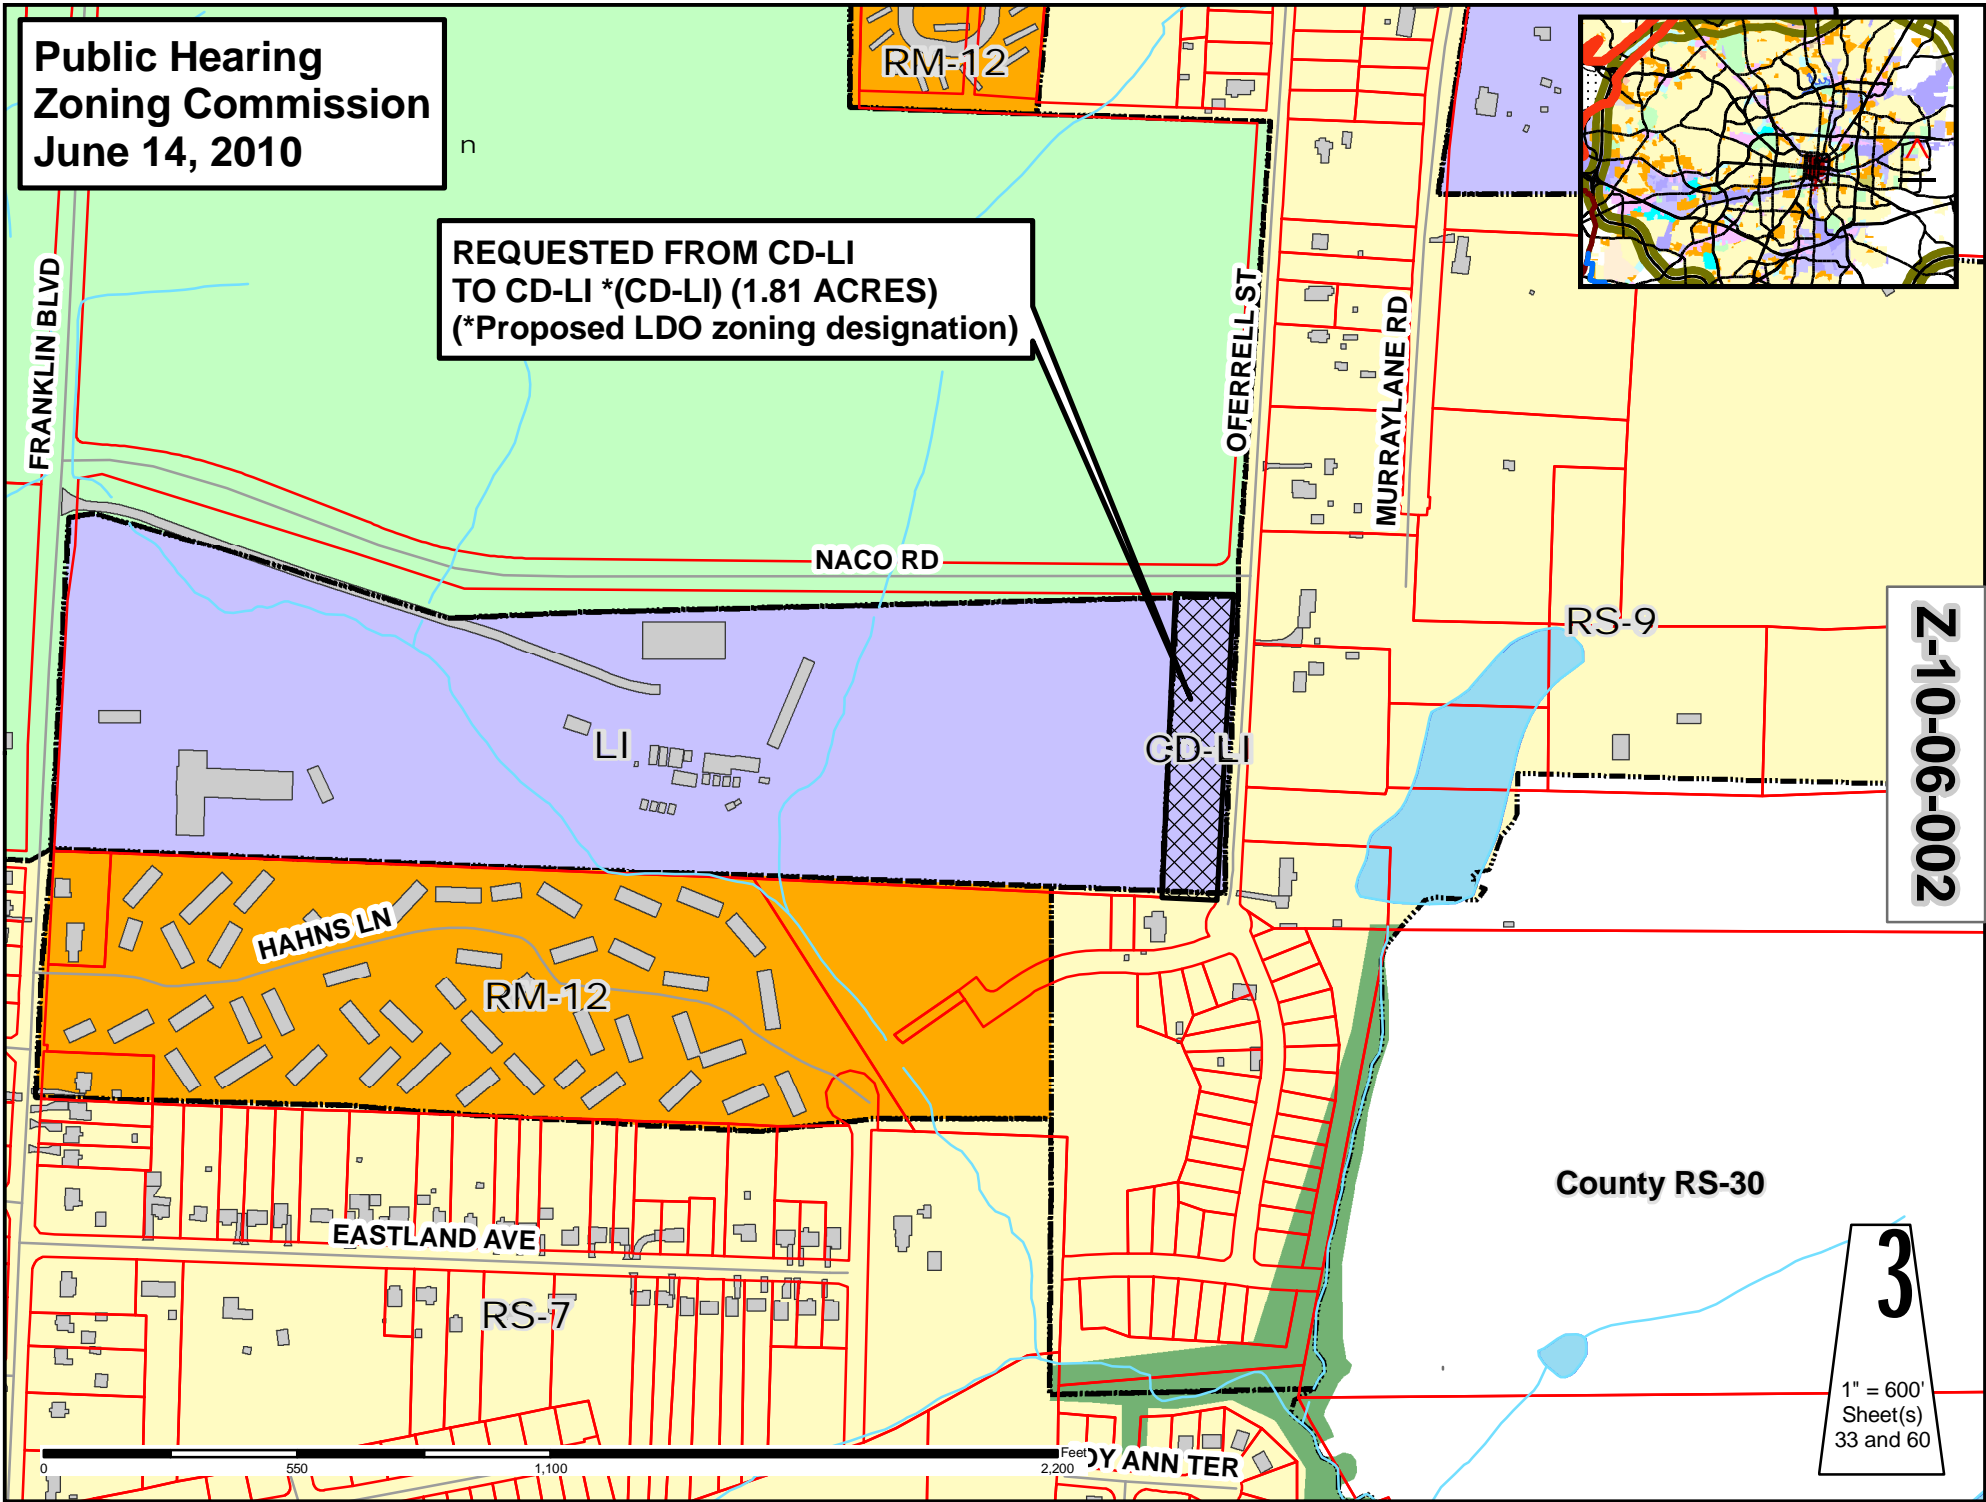 Public Hearing
Zoning Commission
June 14, 2010
n
RM-12
REQUESTED FROM CD-LI
TO CD-LI *(CD-LI) (1.81 ACRES)
(*Proposed LDO zoning designation)
FRANKLIN BLVD
OFERRELL ST
MURRAYLANE RD
NACO RD
RS-9
Z-10-06-002
LI
CD-LI
HAHNS LN
RM-12
County RS-30
EASTLAND AVE
RS-7
3
1" = 600'
Sheet(s)
33 and 60
0 550 1,100 2,200 Feet
ANN TER